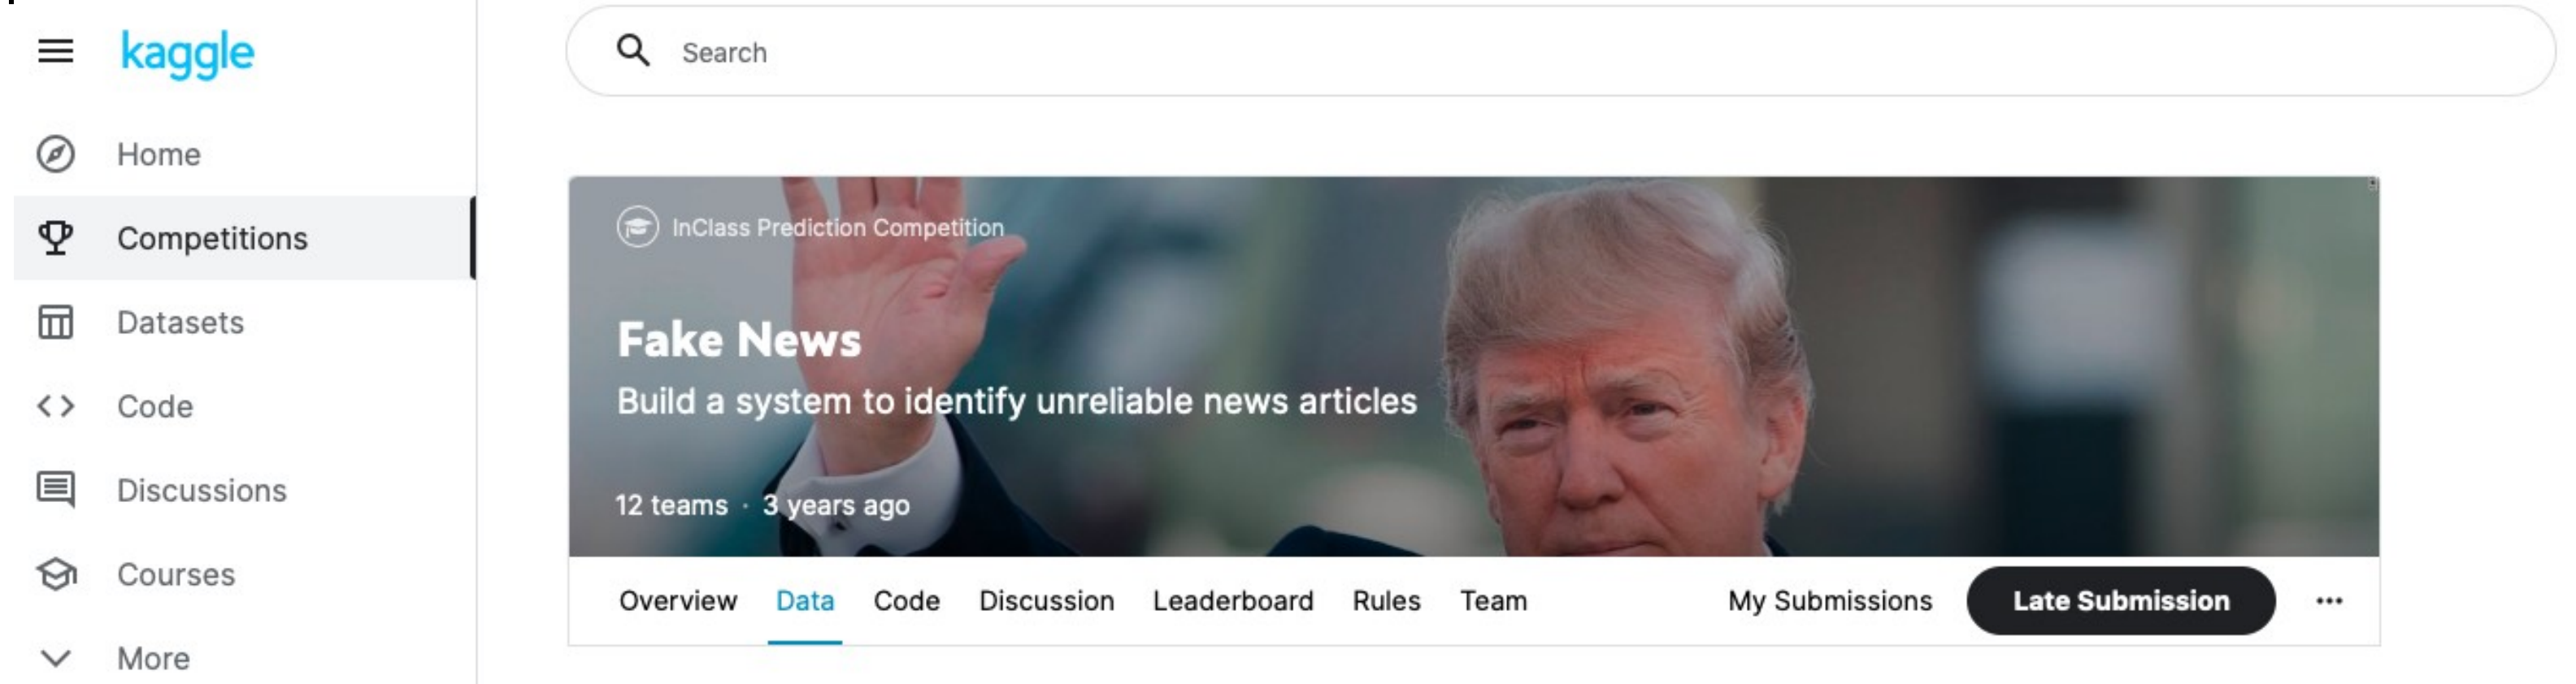 kaggle
Home
Competitions
Datasets
Code
Discussions
Courses
More
Search
InClass Prediction Competition
Fake News
Build a system to identify unreliable news articles
12 teams · 3 years ago
Overview Data Code Discussion Leaderboard Rules Team My Submissions Late Submission